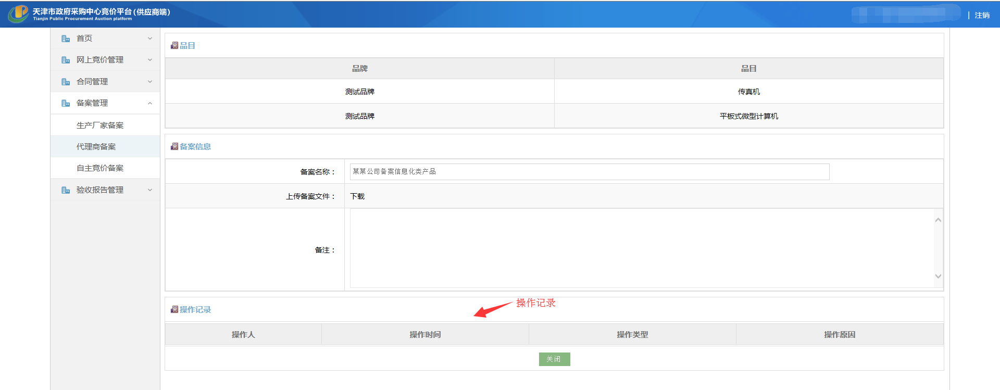 天津市政府采购中心竞价平台(供应商端)
Tianjin Public Procurement Auction platform
| 注销
首页
网上竞价管理
合同管理
备案管理
生产厂家备案
代理商备案
自主竞价备案
验收报告管理
品目
品牌 品目
测试品牌 传真机
测试品牌 平板式微型计算机
备案信息
备案名称： 某某公司备案信息化类产品
上传备案文件： 下载
备注：
操作记录
操作记录
操作人 操作时间 操作类型 操作原因
关闭